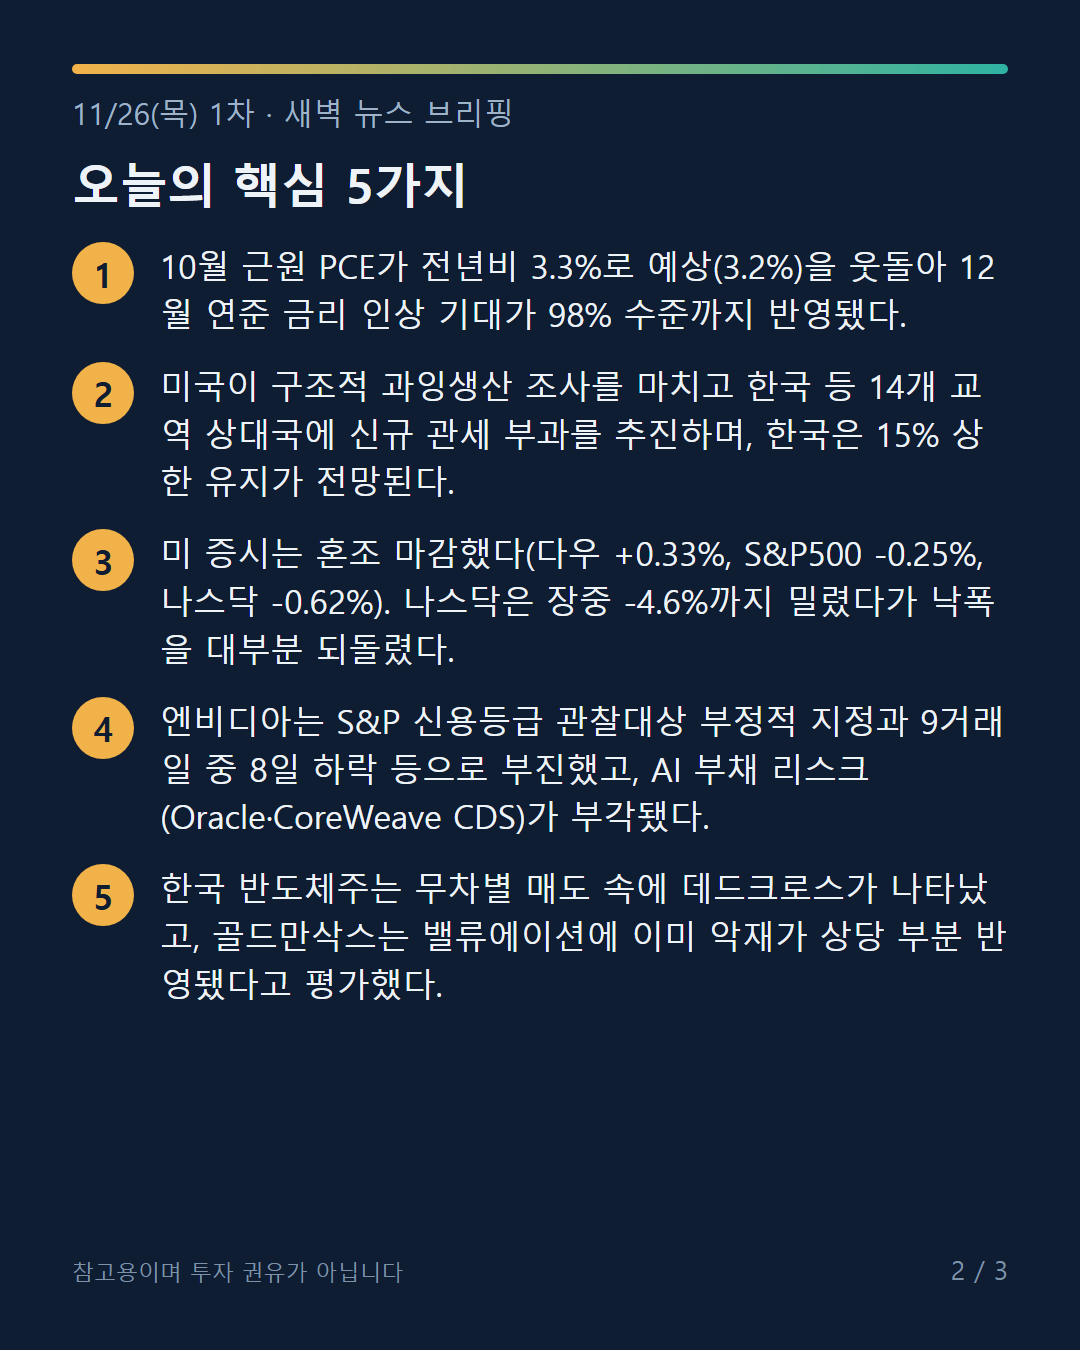 11/26(목) 1차 · 새벽 뉴스 브리핑
오늘의 핵심 5가지
1
10월 근원 PCE가 전년비 3.3%로 예상(3.2%)을 웃돌아 12
월 연준 금리 인상 기대가 98% 수준까지 반영됐다.
2
미국이 구조적 과잉생산 조사를 마치고 한국 등 14개 교
역 상대국에 신규 관세 부과를 추진하며, 한국은 15% 상
한 유지가 전망된다.
3
미 증시는 혼조 마감했다(다우 +0.33%, S&P500 -0.25%,
나스닥 -0.62%). 나스닥은 장중 -4.6%까지 밀렸다가 낙폭
을 대부분 되돌렸다.
4
엔비디아는 S&P 신용등급 관찰대상 부정적 지정과 9거래
일 중 8일 하락 등으로 부진했고, AI 부채 리스크
(Oracle·CoreWeave CDS)가 부각됐다.
5
한국 반도체주는 무차별 매도 속에 데드크로스가 나타났
고, 골드만삭스는 밸류에이션에 이미 악재가 상당 부분 반
영됐다고 평가했다.
참고용이며 투자 권유가 아닙니다
2 / 3